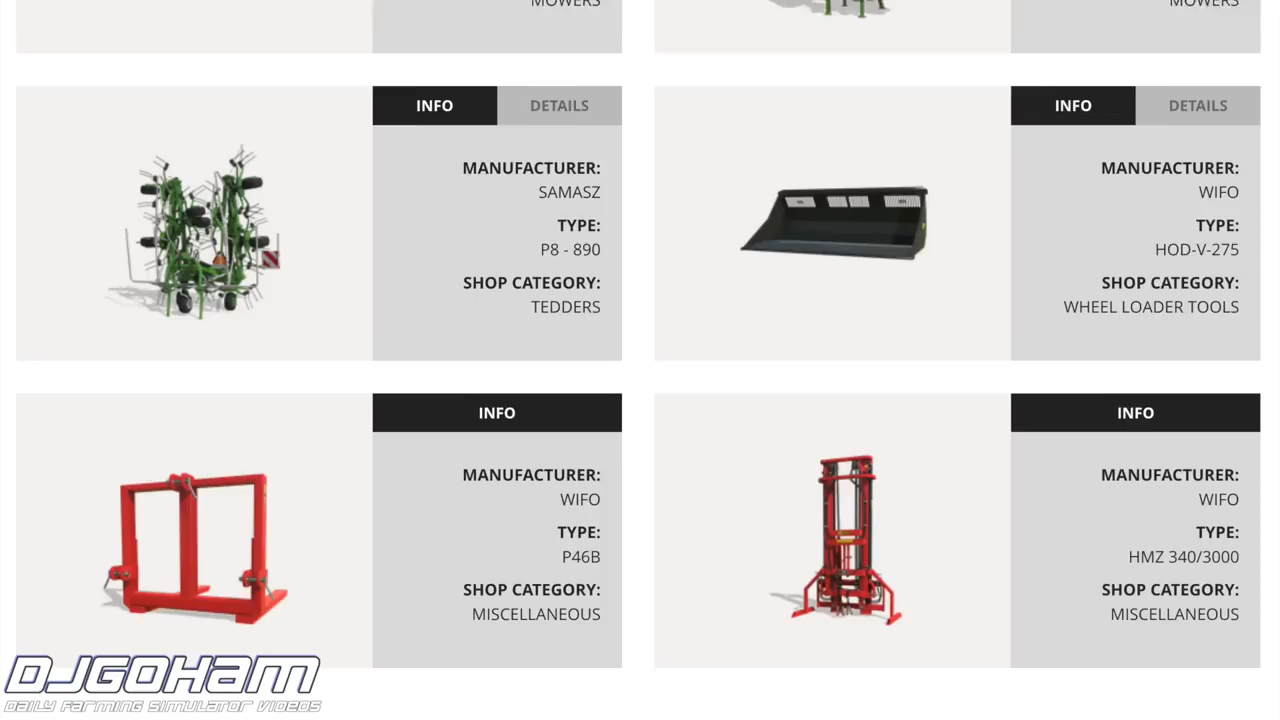 MOWERS
MOWERS
INFO
DETAILS
MANUFACTURER:
SAMASZ
TYPE:
P8 - 890
SHOP CATEGORY:
TEDDERS
INFO
DETAILS
MANUFACTURER:
WIFO
TYPE:
HOD-V-275
SHOP CATEGORY:
WHEEL LOADER TOOLS
INFO
MANUFACTURER:
WIFO
TYPE:
P46B
SHOP CATEGORY:
MISCELLANEOUS
INFO
MANUFACTURER:
WIFO
TYPE:
HMZ 340/3000
SHOP CATEGORY:
MISCELLANEOUS
DJGOHAM
DAILY FARMING SIMULATOR VIDEOS